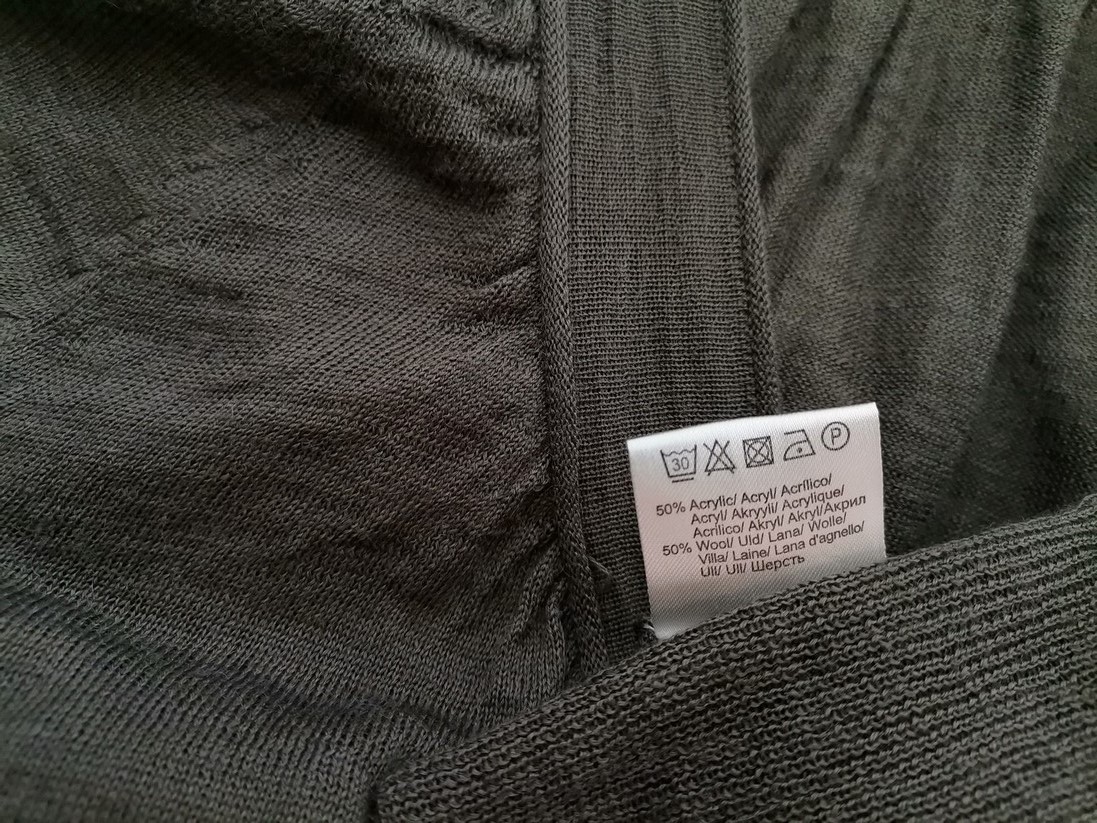 30 P
50% Acrylic/ Acryl/ Acrílico/
Acryl/ Akryyli/ Acrylique/
Acrilico/ Akryl/ Akryl/Акрил
50% Wool/ Uld/ Lana/ Wolle/
Villa/ Laine/ Lana d'agnello/
Ull/ Ull/ Шерсть